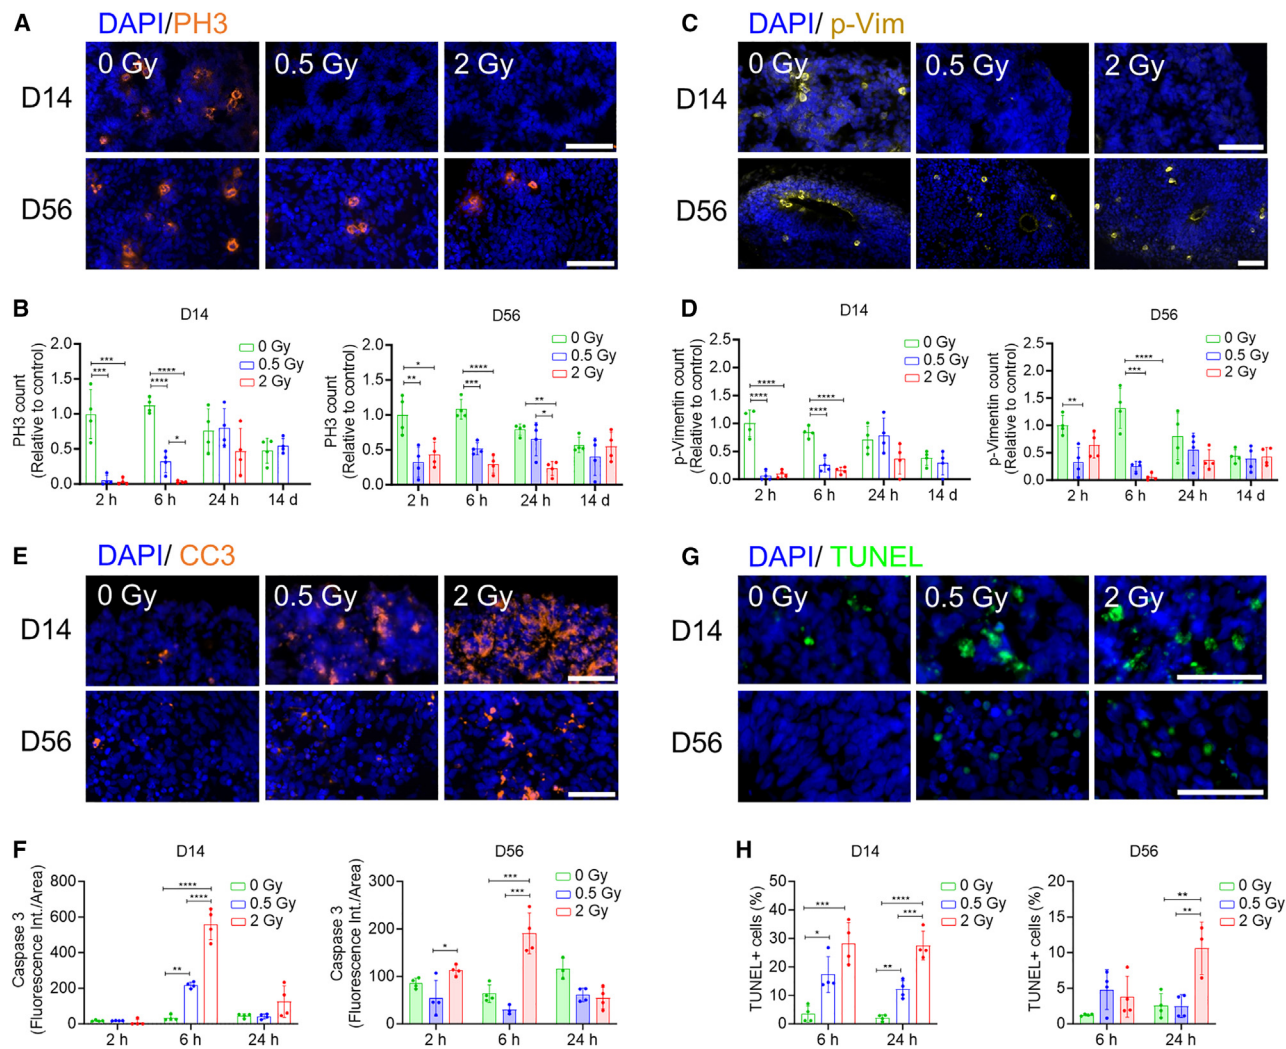 A DAPI/PH3
0 Gy 0.5 Gy 2 Gy
D14
D56
C DAPI/ p-Vim
0 Gy 0.5 Gy 2 Gy
D14
D56
B
D14
PH3 count
(Relative to control)
2.0
1.5
1.0
0.5
0.0
*** *** **** **** *
0 Gy
0.5 Gy
2 Gy
2 h 6 h 24 h 14 d
D56
PH3 count
(Relative to control)
2.0
1.5
1.0
0.5
0.0
* ** **** *** ** *
0 Gy
0.5 Gy
2 Gy
2 h 6 h 24 h 14 d
D
D14
p-Vimentin count
(Relative to control)
2.5
2.0
1.5
1.0
0.5
0.0
**** **** **** ****
0 Gy
0.5 Gy
2 Gy
2 h 6 h 24 h 14 d
D56
p-Vimentin count
(Relative to control)
2.5
2.0
1.5
1.0
0.5
0.0
** **** ***
0 Gy
0.5 Gy
2 Gy
2 h 6 h 24 h 14 d
E DAPI/ CC3
0 Gy 0.5 Gy 2 Gy
D14
D56
G DAPI/ TUNEL
0 Gy 0.5 Gy 2 Gy
D14
D56
F
D14
Caspase 3
(Fluorescence Int./Area)
800
600
400
200
0
**** **** **
0 Gy
0.5 Gy
2 Gy
2 h 6 h 24 h
D56
Caspase 3
(Fluorescence Int./Area)
300
200
100
0
* *** ***
0 Gy
0.5 Gy
2 Gy
2 h 6 h 24 h
H
D14
TUNEL+ cells (%)
50
40
30
20
10
0
*** * **** *** **
0 Gy
0.5 Gy
2 Gy
6 h 24 h
D56
TUNEL+ cells (%)
20
15
10
5
0
** **
0 Gy
0.5 Gy
2 Gy
6 h 24 h